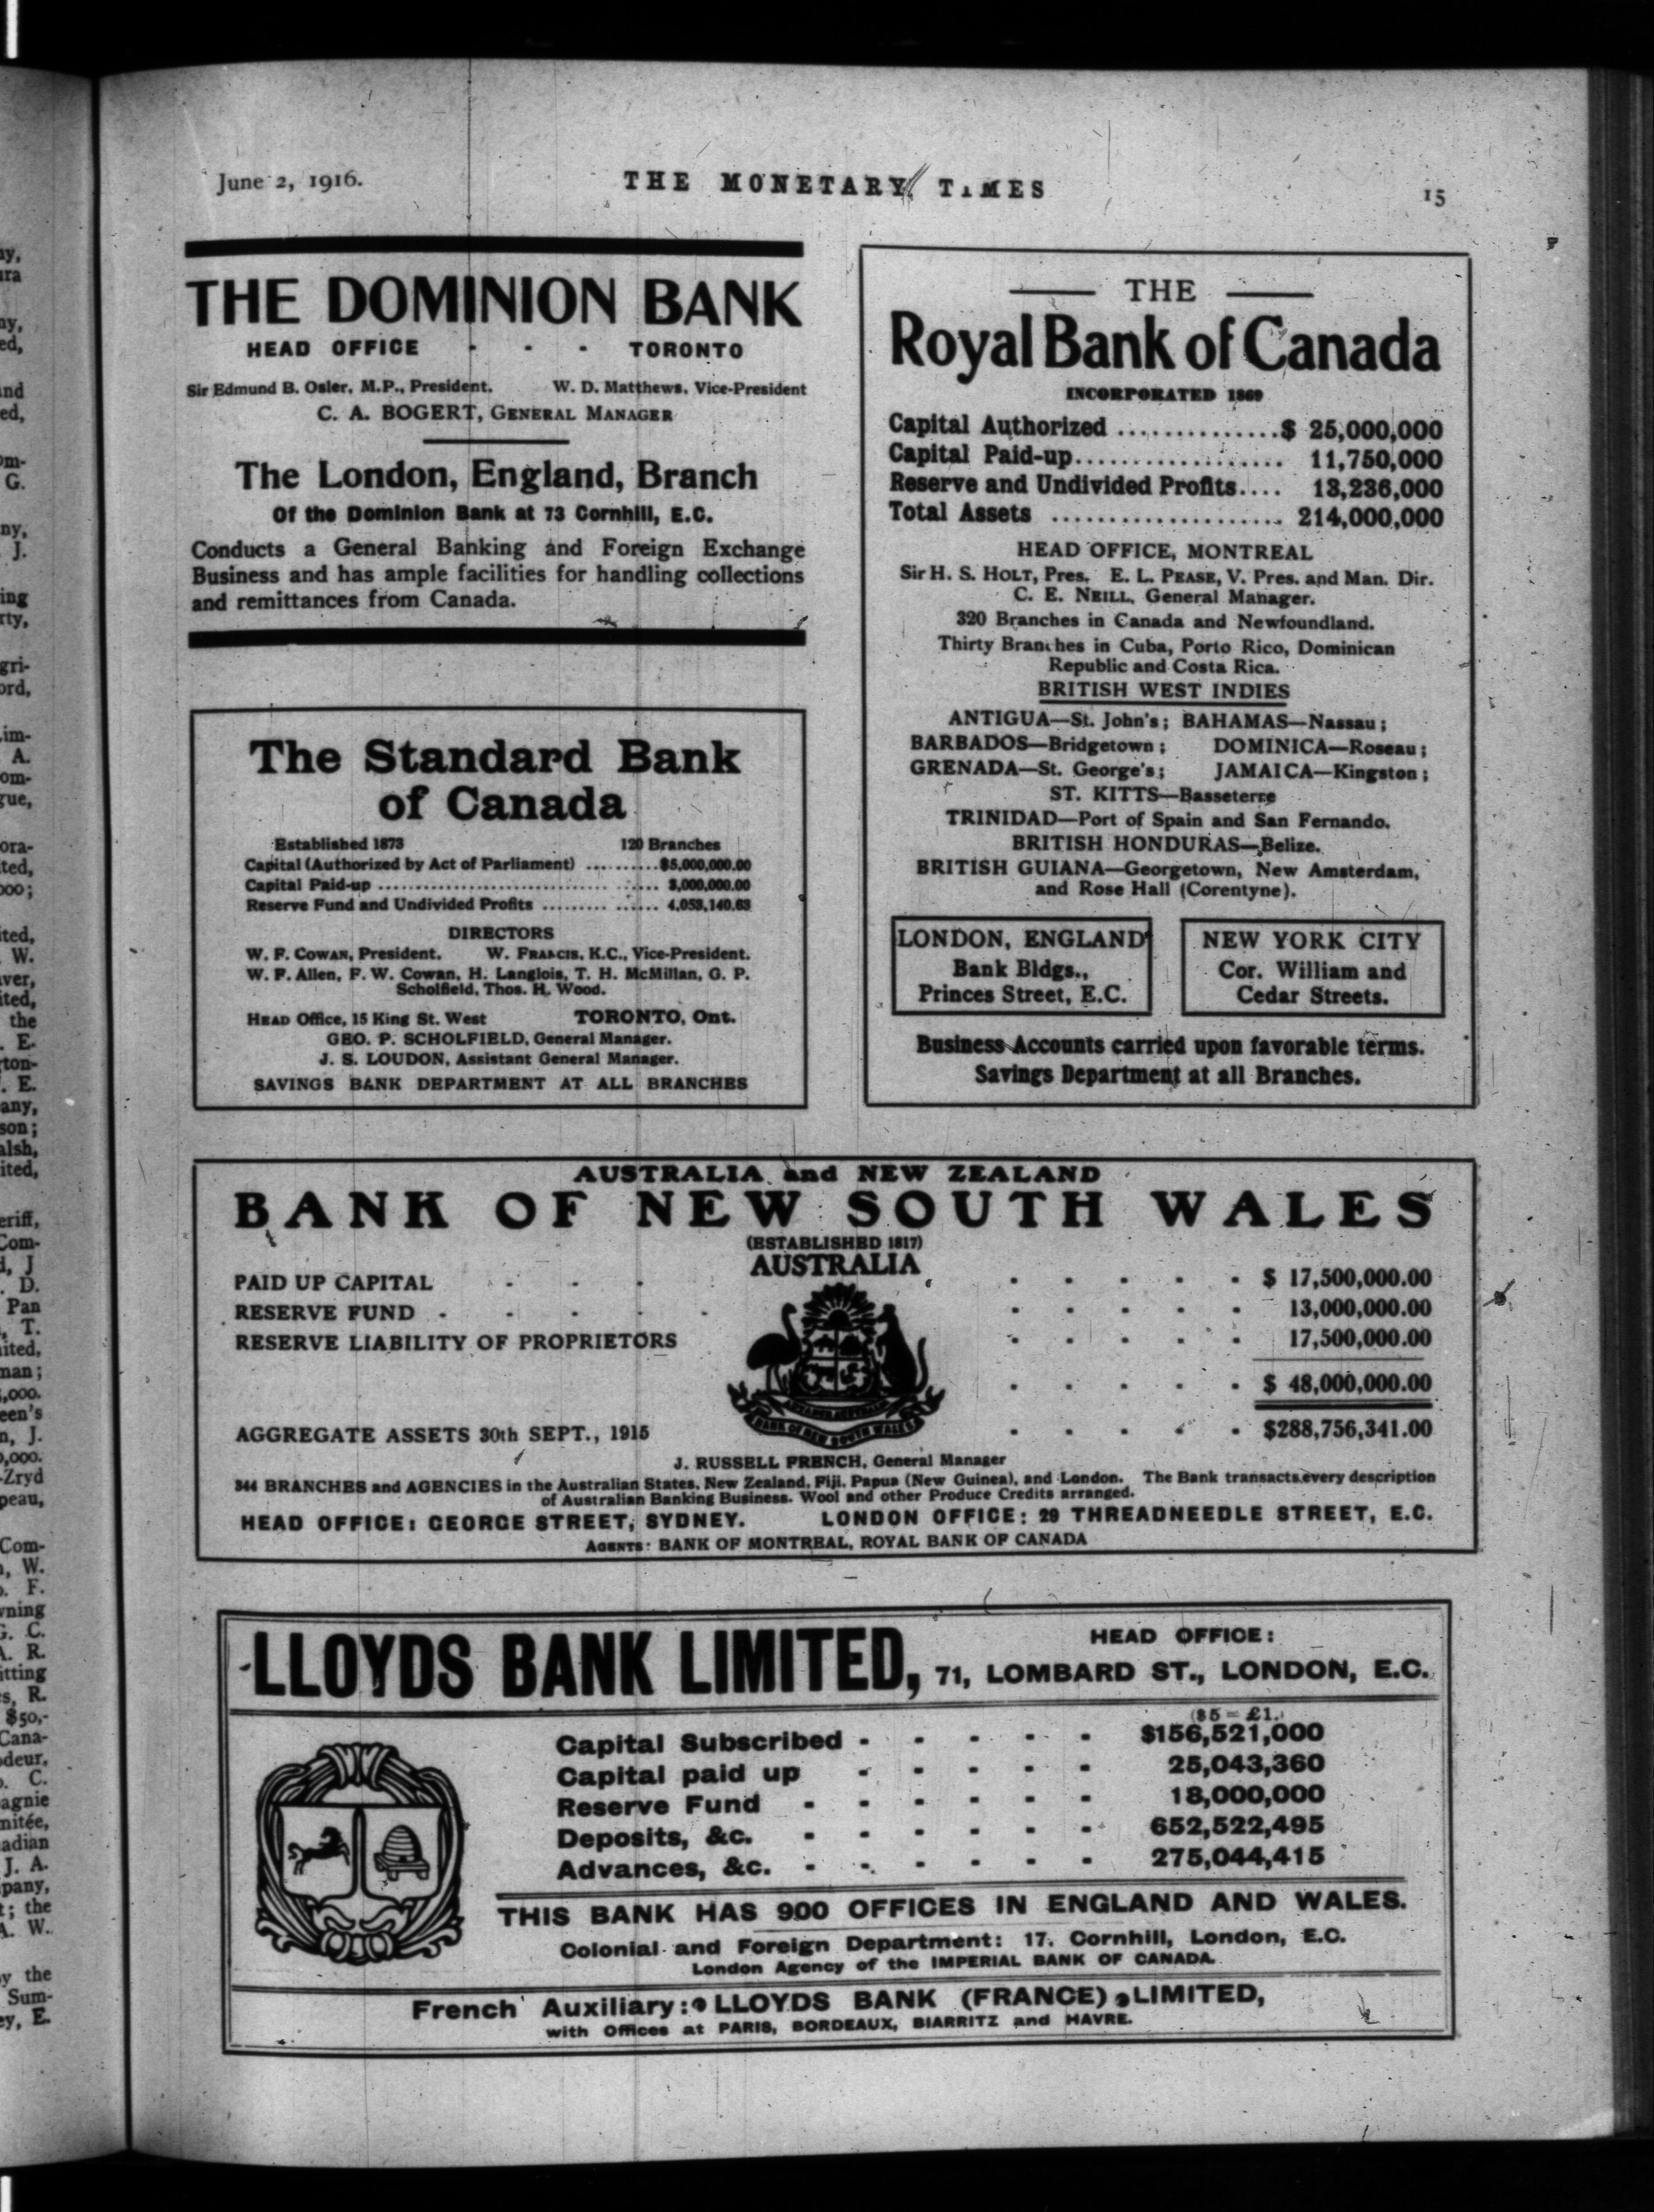 June 2, 1916.
THE MONETARY TIMES
15
THE DOMINION BANK
HEAD OFFICE - - - TORONTO
Sir Edmund B. Osler, M.P., President. W. D. Matthews, Vice-President
C. A. BOGERT, GENERAL MANAGER
The London, England, Branch
Of the Dominion Bank at 73 Cornhill, E.C.
Conducts a General Banking and Foreign Exchange
Business and has ample facilities for handling collections
and remittances from Canada.
The Standard Bank
of Canada
Established 1873 120 Branches
Capital (Authorized by Act of Parliament) .......... $5,000,000.00
Capital Paid-up .................................... 3,000,000.00
Reserve Fund and Undivided Profits ............... 4,053,140.63
DIRECTORS
W. F. COWAN, President. W. FRANCIS, K.C., Vice-President.
W. F. Allen, F. W. Cowan, H. Langlois, T. H. McMillan, G. P.
Scholfield, Thos. H. Wood.
HEAD Office, 15 King St. West TORONTO, Ont.
GEO. P. SCHOLFIELD, General Manager.
J. S. LOUDON, Assistant General Manager.
SAVINGS BANK DEPARTMENT AT ALL BRANCHES
THE
Royal Bank of Canada
INCORPORATED 1869
Capital Authorized ..............$ 25,000,000
Capital Paid-up.................. 11,750,000
Reserve and Undivided Profits.... 13,236,000
Total Assets .................... 214,000,000
HEAD OFFICE, MONTREAL
Sir H. S. HOLT, Pres. E. L. PEASE, V. Pres. and Man. Dir.
C. E. NEILL, General Manager.
320 Branches in Canada and Newfoundland.
Thirty Branches in Cuba, Porto Rico, Dominican
Republic and Costa Rica.
BRITISH WEST INDIES
ANTIGUA—St. John's; BAHAMAS—Nassau;
BARBADOS—Bridgetown; DOMINICA—Roseau;
GRENADA—St. George's; JAMAICA—Kingston;
ST. KITTS—Basseterre
TRINIDAD—Port of Spain and San Fernando.
BRITISH HONDURAS—Belize.
BRITISH GUIANA—Georgetown, New Amsterdam,
and Rose Hall (Corentyne).
LONDON, ENGLAND
Bank Bldgs.,
Princes Street, E.C.
NEW YORK CITY
Cor. William and
Cedar Streets.
Business Accounts carried upon favorable terms.
Savings Department at all Branches.
AUSTRALIA and NEW ZEALAND
BANK OF NEW SOUTH WALES
(ESTABLISHED 1817)
AUSTRALIA
PAID UP CAPITAL - - - - - - - - $ 17,500,000.00
RESERVE FUND - - - - - - - - - - 13,000,000.00
RESERVE LIABILITY OF PROPRIETORS - - - - - 17,500,000.00
- - - - - $ 48,000,000.00
AGGREGATE ASSETS 30th SEPT., 1915 - - - - - $288,756,341.00
BANK OF NEW SOUTH WALES
J. RUSSELL FRENCH, General Manager
344 BRANCHES and AGENCIES in the Australian States, New Zealand, Fiji, Papua (New Guinea), and London. The Bank transacts every description
of Australian Banking Business. Wool and other Produce Credits arranged.
HEAD OFFICE: GEORGE STREET, SYDNEY. LONDON OFFICE: 29 THREADNEEDLE STREET, E.C.
AGENTS: BANK OF MONTREAL, ROYAL BANK OF CANADA
LLOYDS BANK LIMITED,
HEAD OFFICE:
71, LOMBARD ST., LONDON, E.C.
($5 = £1.)
Capital Subscribed - - - - - $156,521,000
Capital paid up - - - - - 25,043,360
Reserve Fund - - - - - - 18,000,000
Deposits, &c. - - - - - - 652,522,495
Advances, &c. - - - - - - 275,044,415
THIS BANK HAS 900 OFFICES IN ENGLAND AND WALES.
Colonial and Foreign Department: 17, Cornhill, London, E.C.
London Agency of the IMPERIAL BANK OF CANADA.
French Auxiliary: LLOYDS BANK (FRANCE) LIMITED,
with Offices at PARIS, BORDEAUX, BIARRITZ and HAVRE.